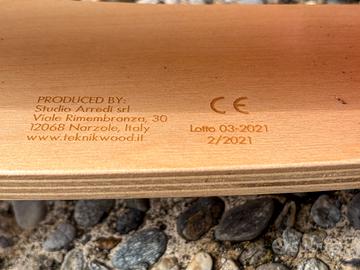 PRODUCED BY:
Studio Arredi srl
Viale Rimembranza, 30
12068 Narzole, Italy
www.teknikwood.it
CE
Lotto 03-2021
2/2021